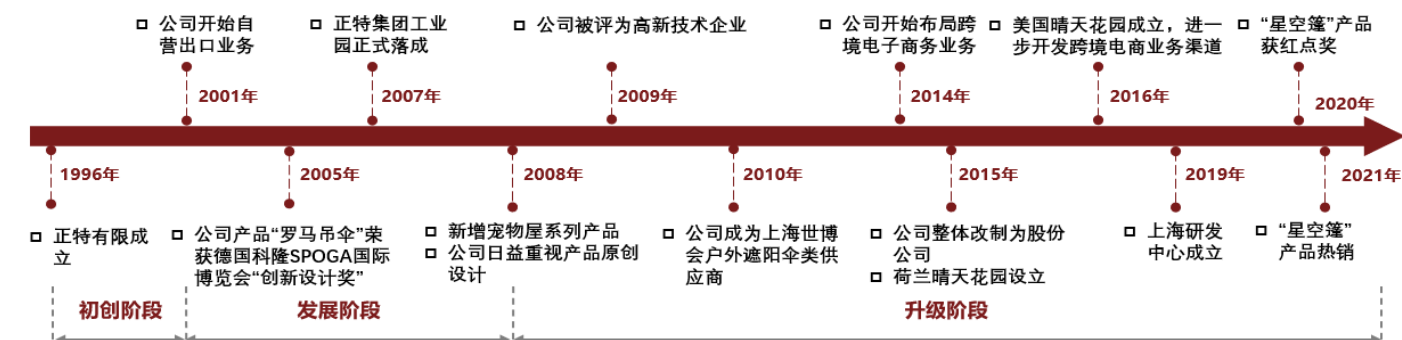 公司开始自
营出口业务
正特集团工业
园正式落成
公司被评为高新技术企业
公司开始布局跨
境电子商务业务
美国晴天花园成立，进一
步开发跨境电商业务渠道
“星空篷”产品
获红点奖
2001年
2007年
2009年
2014年
2016年
2020年
1996年
2005年
2008年
2010年
2015年
2019年
2021年
正特有限成
立
公司产品“罗马吊伞”荣
获德国科隆SPOGA国际
博览会“创新设计奖”
新增宠物屋系列产品
公司日益重视产品原创
设计
公司成为上海世博
会户外遮阳伞类供
应商
公司整体改制为股份
公司
荷兰晴天花园设立
上海研发
中心成立
“星空篷”
产品热销
初创阶段
发展阶段
升级阶段